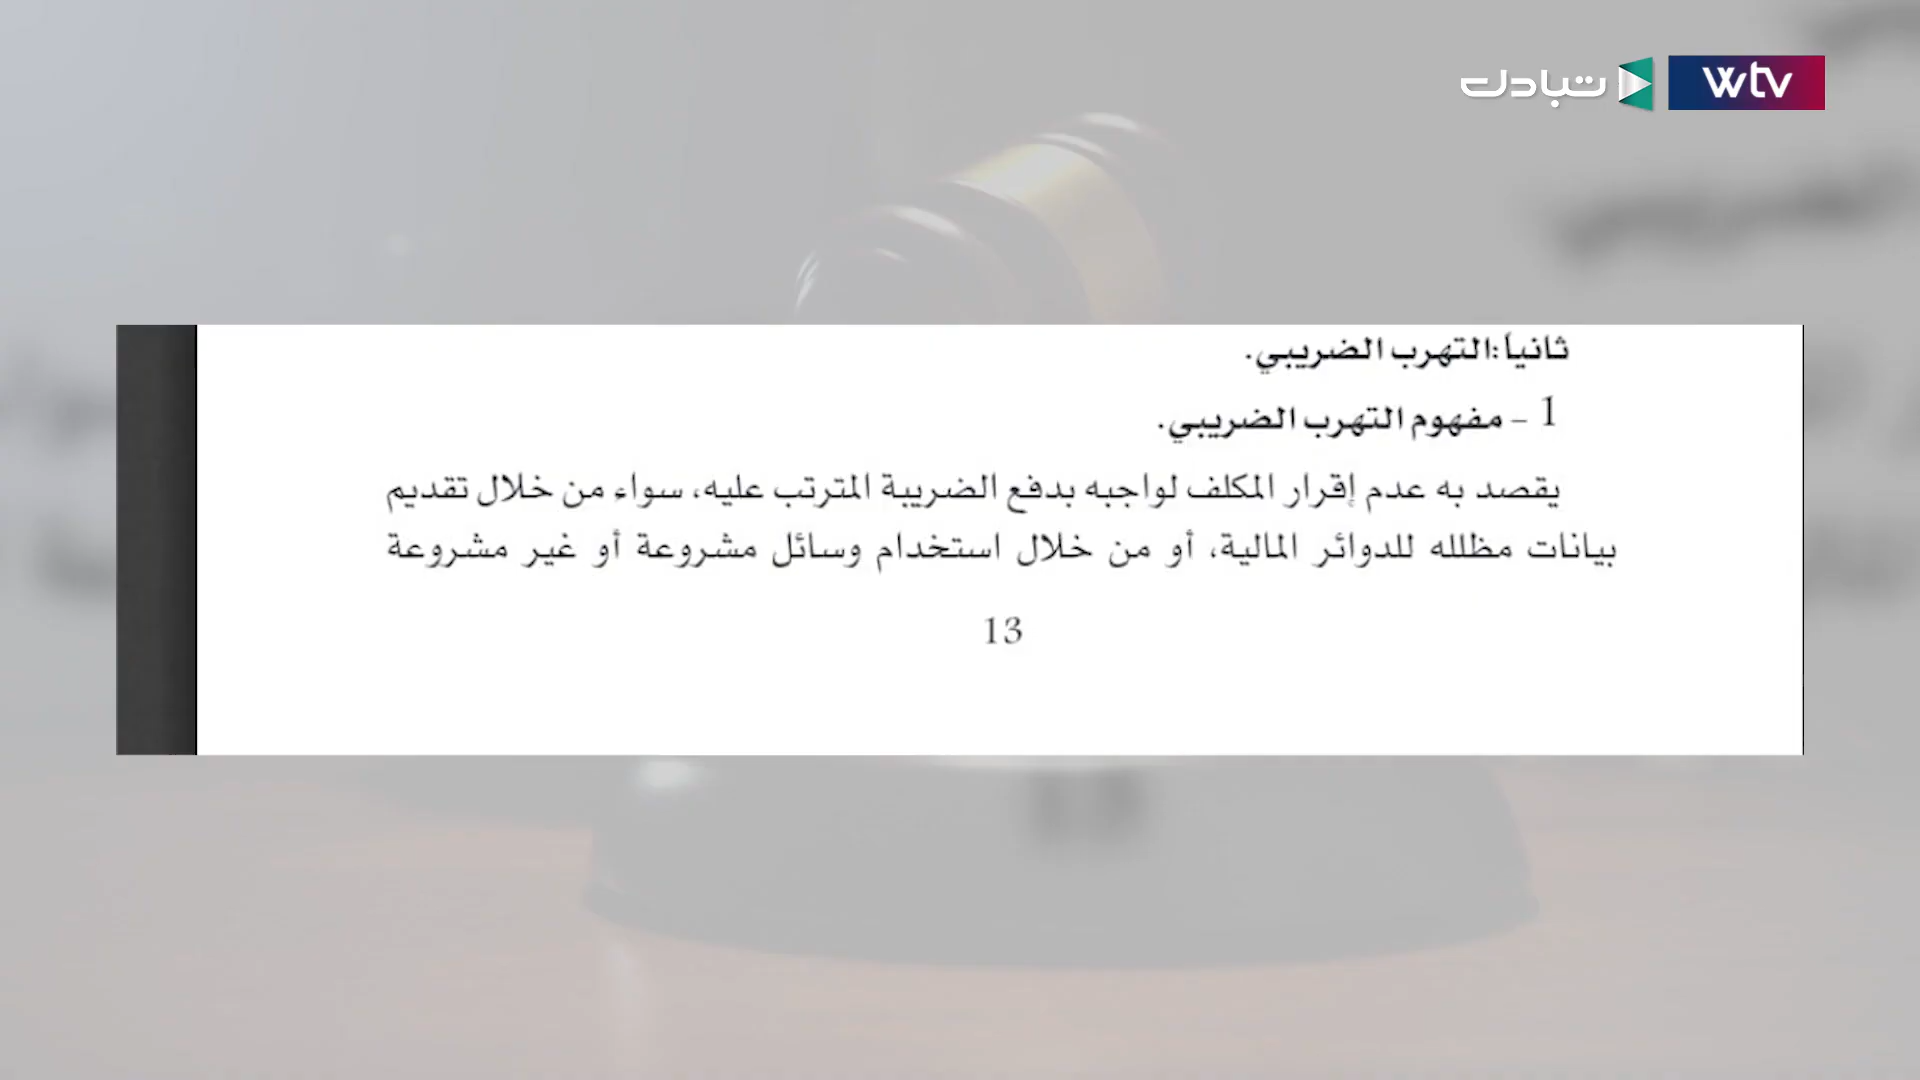 تبادل wtv
ثانياً: التهرب الضريبي.
1 - مفهوم التهرب الضريبي.
يقصد به عدم إقرار المكلف لواجبه بدفع الضريبة المترتب عليه، سواء من خلال تقديم
بيانات مظلله للدوائر المالية، أو من خلال استخدام وسائل مشروعة أو غير مشروعة
13